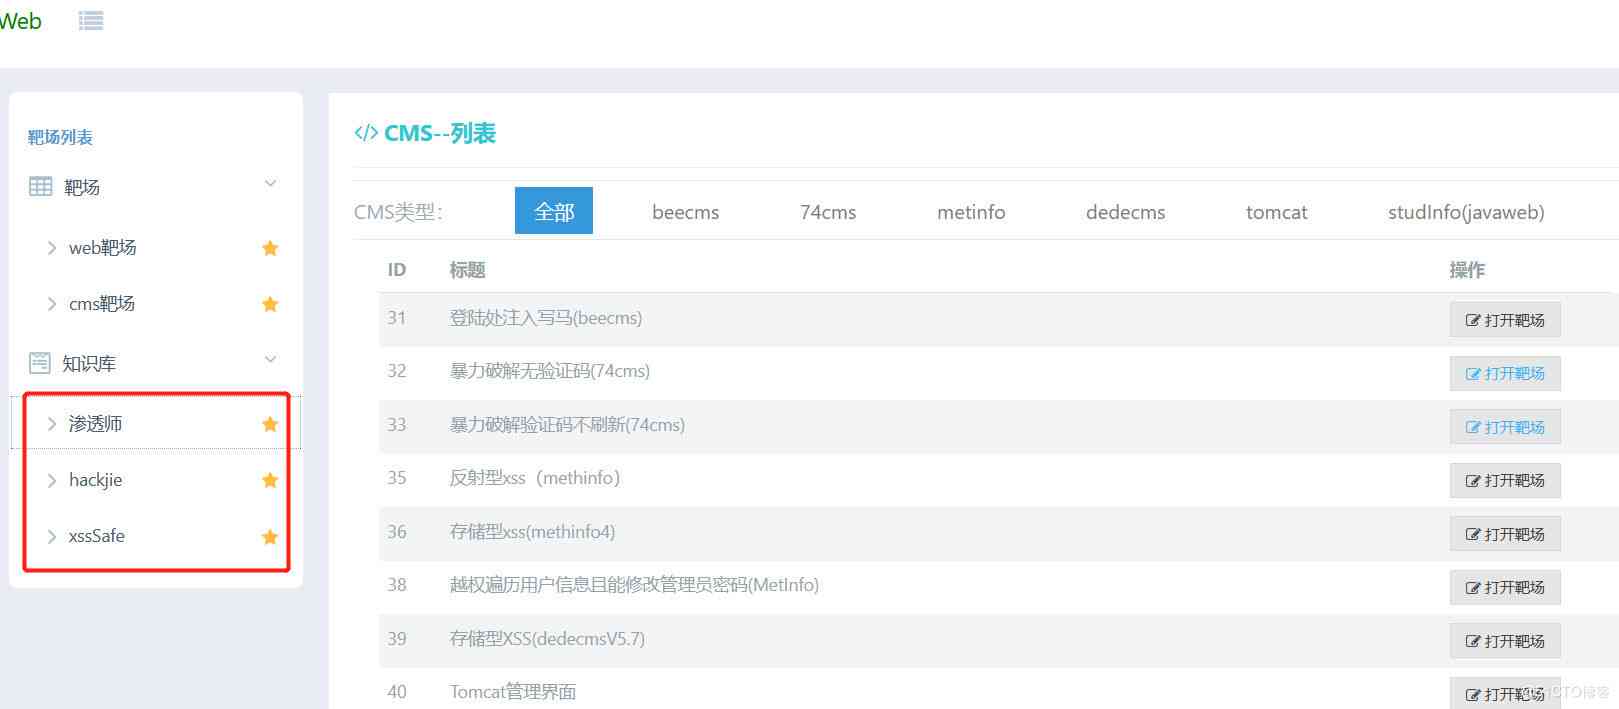 Web
靶场列表
靶场
web靶场
cms靶场
知识库
渗透师
hackjie
xssSafe
</> CMS--列表
CMS类型: 全部 beecms 74cms metinfo dedecms tomcat studInfo(javaweb)
ID 标题 操作
31 登陆处注入写马(beecms) 打开靶场
32 暴力破解无验证码(74cms) 打开靶场
33 暴力破解验证码不刷新(74cms) 打开靶场
35 反射型xss（methinfo） 打开靶场
36 存储型xss(methinfo4) 打开靶场
38 越权遍历用户信息且能修改管理员密码(MetInfo) 打开靶场
39 存储型XSS(dedecmsV5.7) 打开靶场
40 Tomcat管理界面 打开靶场